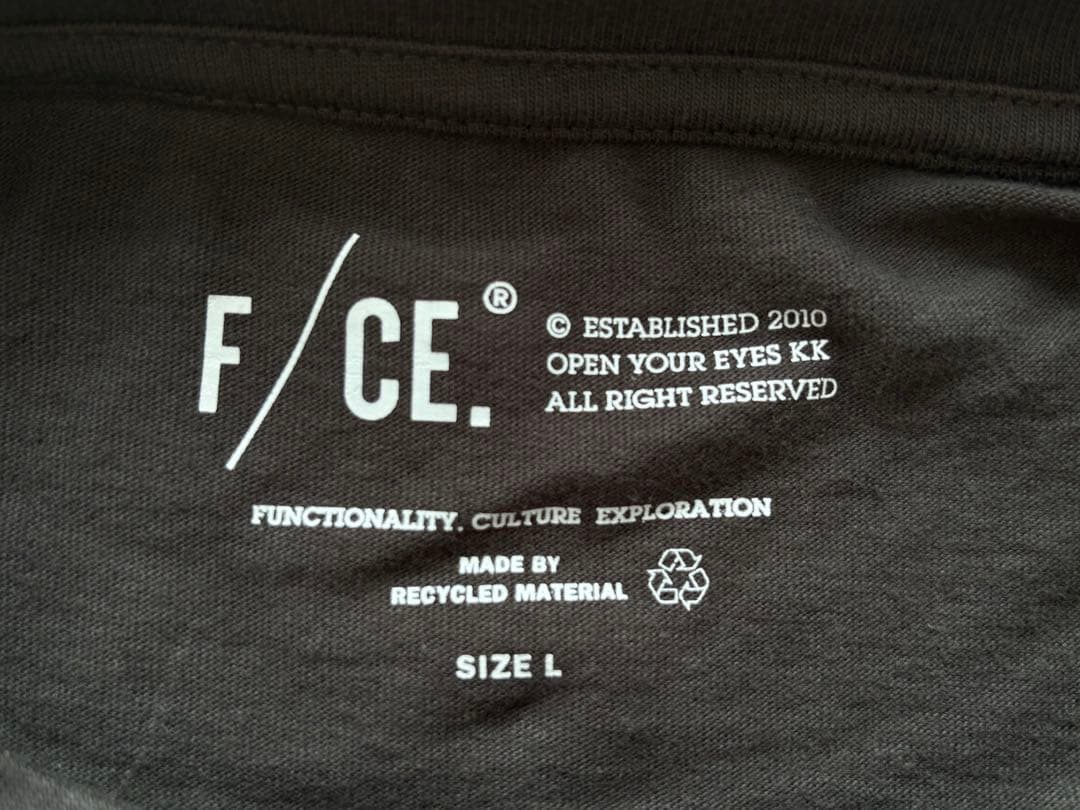 F/CE.®
© ESTABLISHED 2010
OPEN YOUR EYES KK
ALL RIGHT RESERVED
FUNCTIONALITY. CULTURE EXPLORATION
MADE BY
RECYCLED MATERIAL
SIZE L